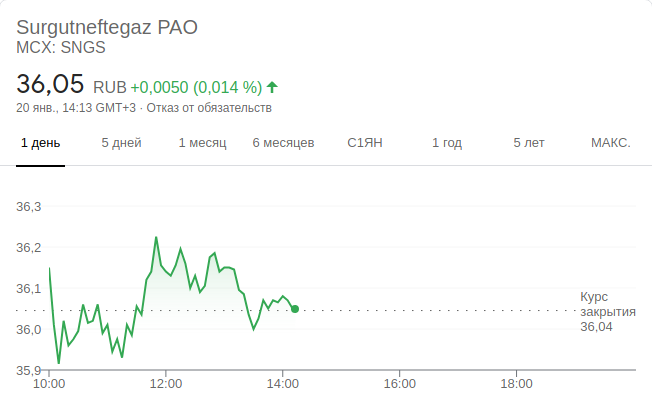 Surgutneftegaz PAO
MCX: SNGS
36,05 RUB +0,0050 (0,014 %)
20 янв., 14:13 GMT+3 · Отказ от обязательств
1 день 5 дней 1 месяц 6 месяцев С1ЯН 1 год 5 лет МАКС.
36,3
36,2
36,1
36,0
35,9
Курс
закрытия
36,04
10:00 12:00 14:00 16:00 18:00